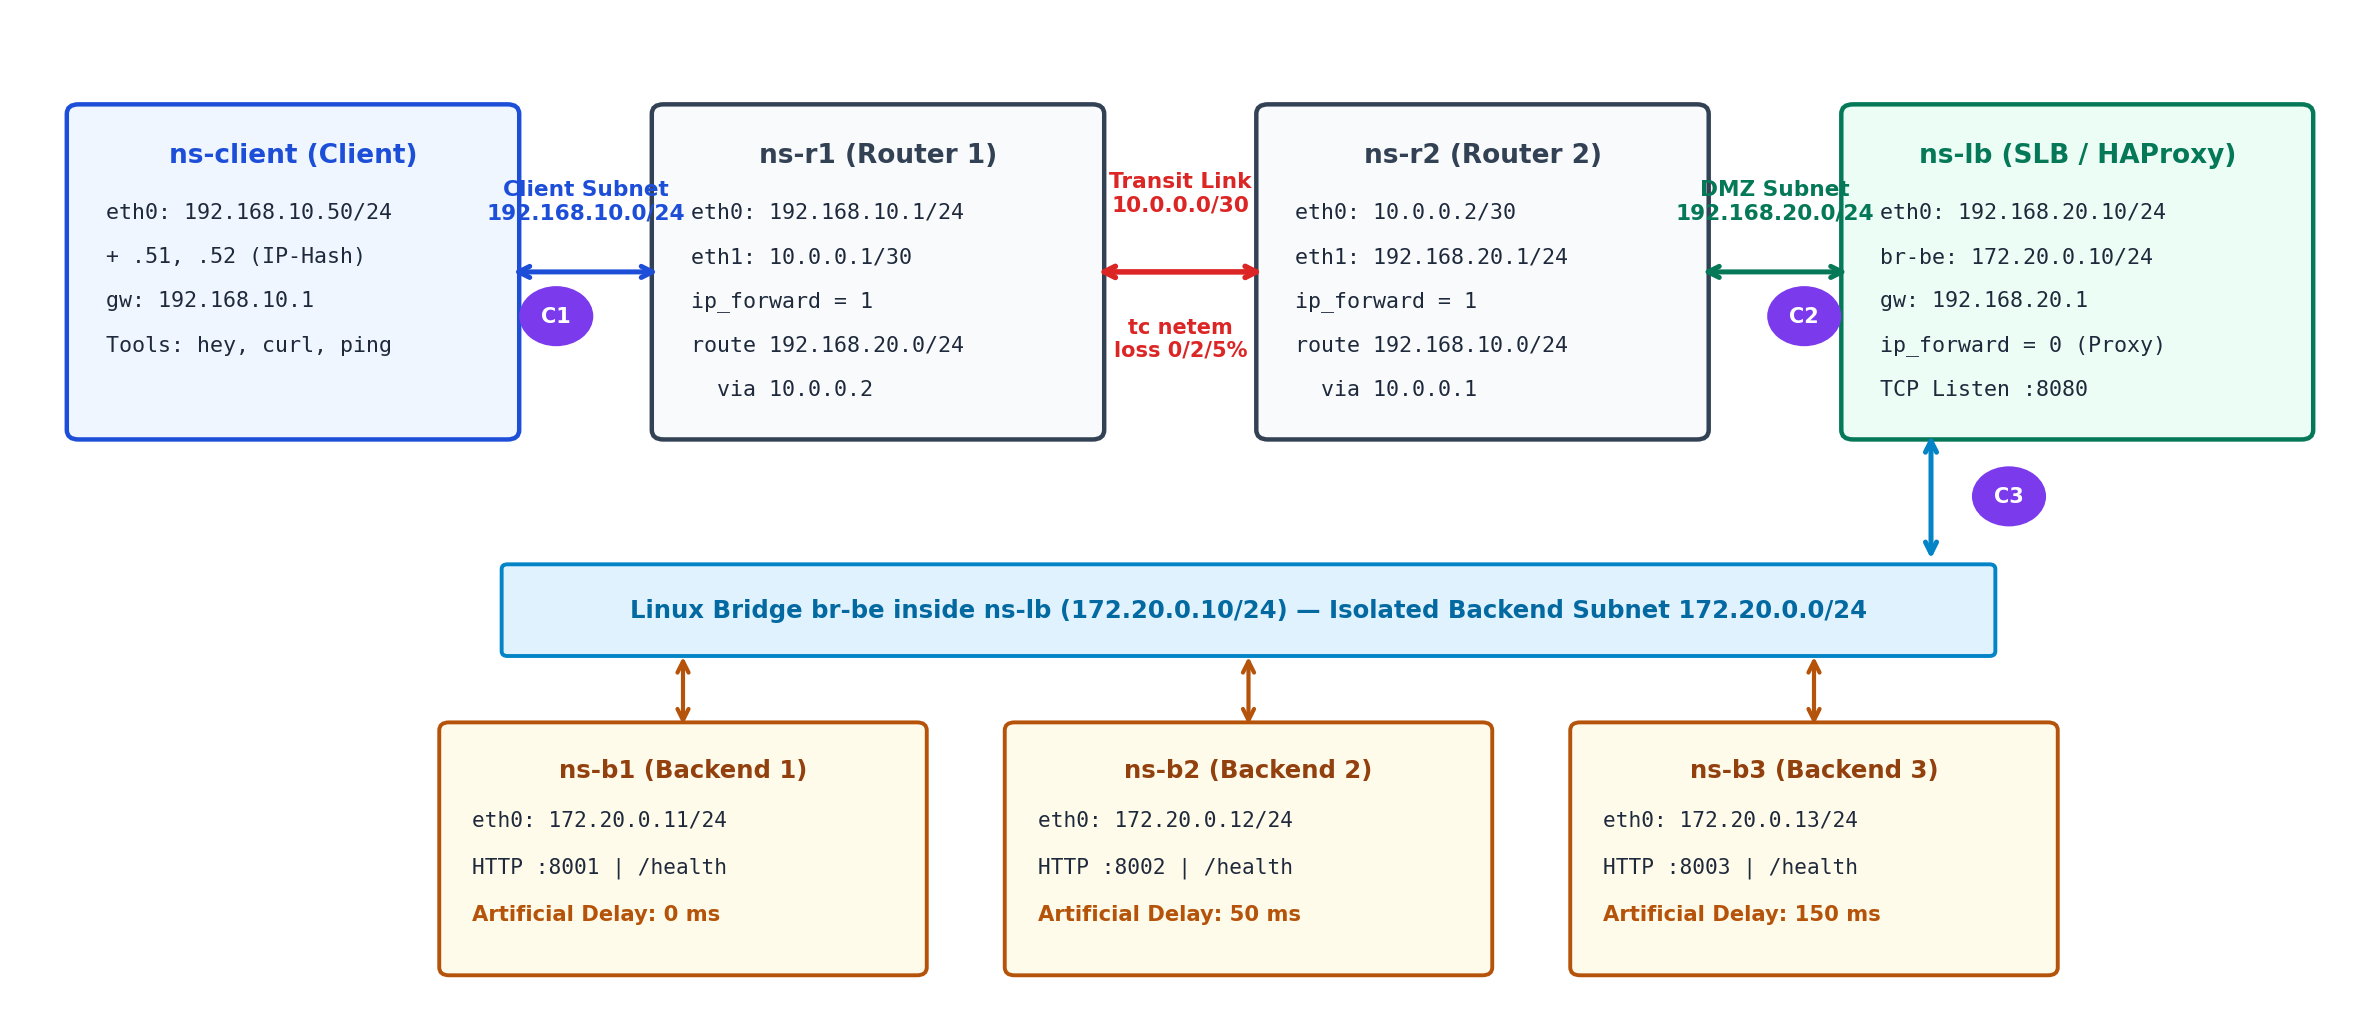 ns-client (Client)
eth0: 192.168.10.50/24
+ .51, .52 (IP-Hash)
gw: 192.168.10.1
Tools: hey, curl, ping
Client Subnet
192.168.10.0/24
C1
ns-r1 (Router 1)
eth0: 192.168.10.1/24
eth1: 10.0.0.1/30
ip_forward = 1
route 192.168.20.0/24
via 10.0.0.2
Transit Link
10.0.0.0/30
tc netem
loss 0/2/5%
ns-r2 (Router 2)
eth0: 10.0.0.2/30
eth1: 192.168.20.1/24
ip_forward = 1
route 192.168.10.0/24
via 10.0.0.1
DMZ Subnet
192.168.20.0/24
C2
ns-lb (SLB / HAProxy)
eth0: 192.168.20.10/24
br-be: 172.20.0.10/24
gw: 192.168.20.1
ip_forward = 0 (Proxy)
TCP Listen :8080
C3
Linux Bridge br-be inside ns-lb (172.20.0.10/24) — Isolated Backend Subnet 172.20.0.0/24
ns-b1 (Backend 1)
eth0: 172.20.0.11/24
HTTP :8001 | /health
Artificial Delay: 0 ms
ns-b2 (Backend 2)
eth0: 172.20.0.12/24
HTTP :8002 | /health
Artificial Delay: 50 ms
ns-b3 (Backend 3)
eth0: 172.20.0.13/24
HTTP :8003 | /health
Artificial Delay: 150 ms